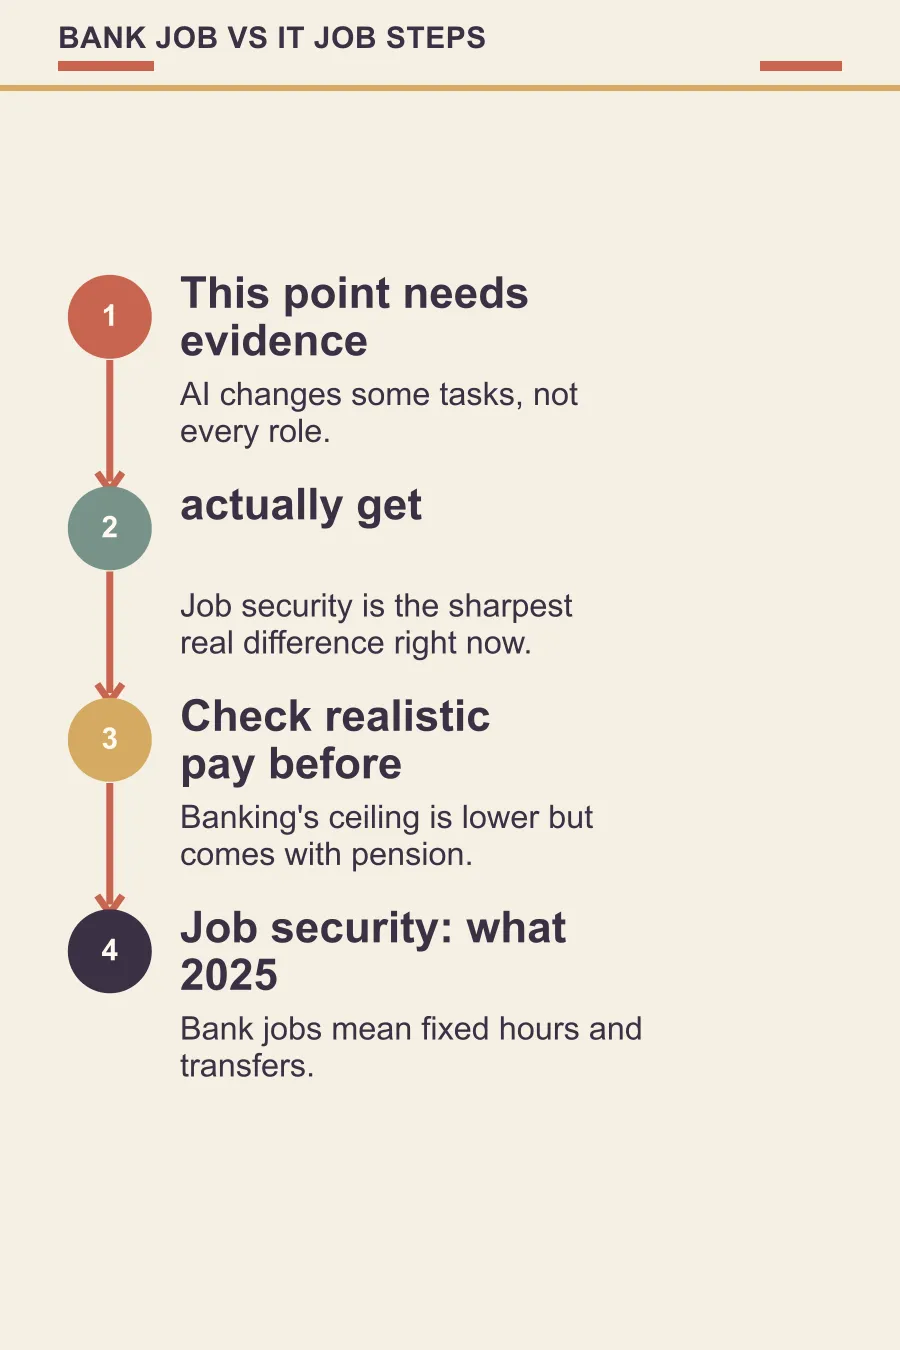 BANK JOB VS IT JOB STEPS
1
This point needs
evidence
AI changes some tasks, not
every role.
2
actually get
Job security is the sharpest
real difference right now.
3
Check realistic
pay before
Banking's ceiling is lower but
comes with pension.
4
Job security: what
2025
Bank jobs mean fixed hours and
transfers.